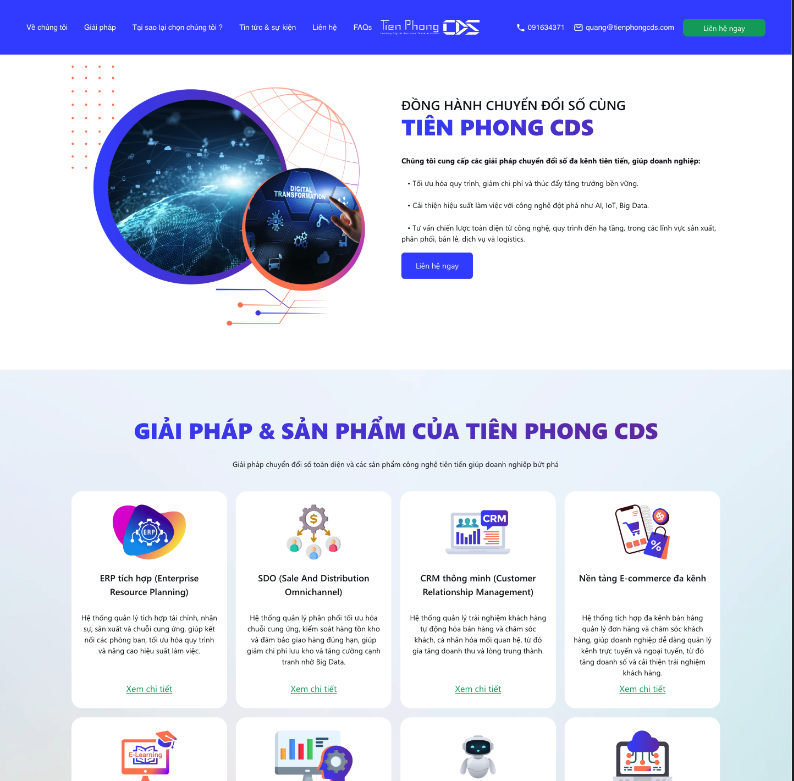 Về chúng tôi Giải pháp Tại sao lại chọn chúng tôi ? Tin tức & sự kiện Liên hệ FAQs Tien Phong CDS 091634371 quang@tienphongcds.com Liên hệ ngay
ĐỒNG HÀNH CHUYỂN ĐỔI SỐ CÙNG
TIÊN PHONG CDS
Chúng tôi cung cấp các giải pháp chuyển đổi số đa kênh tiên tiến, giúp doanh nghiệp:
• Tối ưu hóa quy trình, giảm chi phí và thúc đẩy tăng trưởng bền vững.
• Cải thiện hiệu suất làm việc với công nghệ đột phá như AI, IoT, Big Data.
• Tư vấn chiến lược toàn diện từ công nghệ, quy trình đến hạ tầng, trong các lĩnh vực sản xuất,
phân phối, bán lẻ, dịch vụ và logistics.
Liên hệ ngay
DIGITAL
TRANSFORMATION
GIẢI PHÁP & SẢN PHẨM CỦA TIÊN PHONG CDS
Giải pháp chuyển đổi số toàn diện và các sản phẩm công nghệ tiên tiến giúp doanh nghiệp bứt phá
ERP
ERP tích hợp (Enterprise
Resource Planning)
Hệ thống quản lý tích hợp tài chính, nhân
sự, sản xuất và chuỗi cung ứng, giúp kết
nối các phòng ban, tối ưu hóa quy trình
và nâng cao hiệu suất làm việc.
Xem chi tiết
$
SDO (Sale And Distribution
Omnichannel)
Hệ thống quản lý phân phối tối ưu hóa
chuỗi cung ứng, kiểm soát hàng tồn kho
và đảm bảo giao hàng đúng hạn, giúp
giảm chi phí lưu kho và tăng cường cạnh
tranh nhờ Big Data.
Xem chi tiết
CRM
CRM thông minh (Customer
Relationship Management)
Hệ thống quản lý trải nghiệm khách hàng
tự động hóa bán hàng và chăm sóc
khách, cá nhân hóa mối quan hệ, từ đó
gia tăng doanh thu và lòng trung thành.
Xem chi tiết
%
Nền tảng E-commerce đa kênh
Hệ thống tích hợp đa kênh bán hàng
quản lý đơn hàng và chăm sóc khách
hàng, giúp doanh nghiệp dễ dàng quản lý
kênh trực tuyến và ngoại tuyến, từ đó
tăng doanh số và cải thiện trải nghiệm
khách hàng.
Xem chi tiết
E-Learning